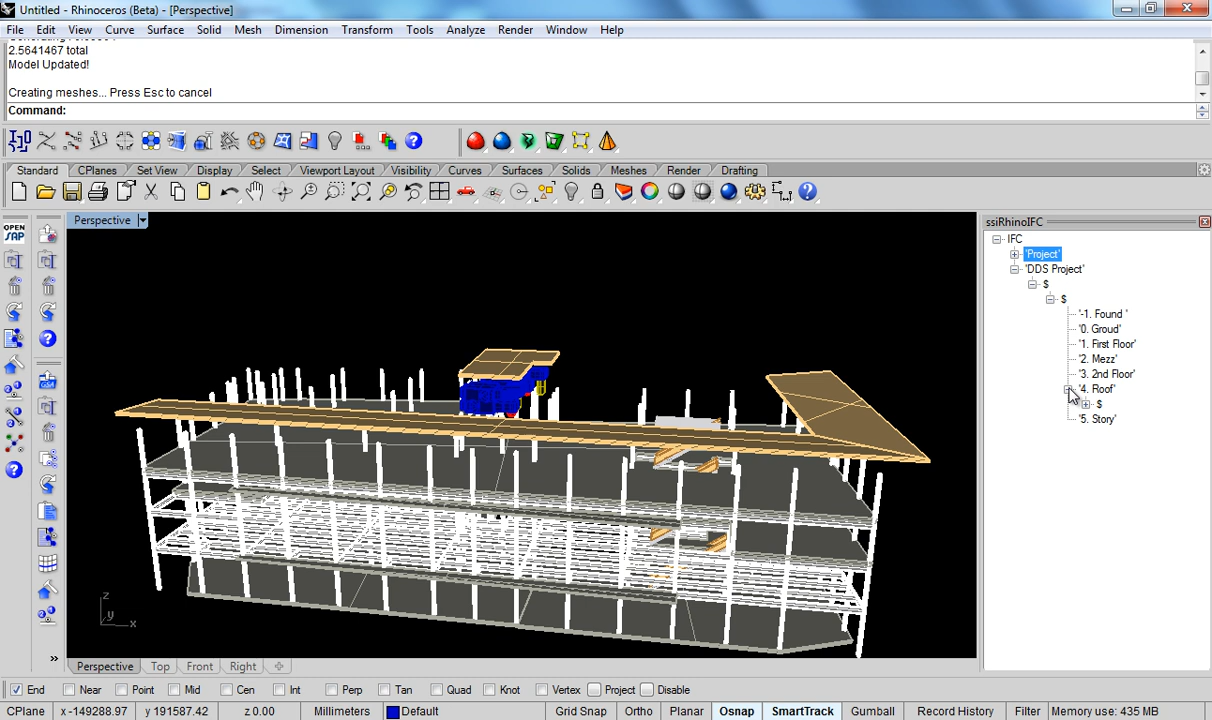 Untitled - Rhinoceros (Beta) - [Perspective]
File Edit View Curve Surface Solid Mesh Dimension Transform Tools Analyze Render Window Help
2.5641467 total
Model Updated!
Creating meshes... Press Esc to cancel
Command:
Standard CPlanes Set View Display Select Viewport Layout Visibility Curves Surfaces Solids Meshes Render Drafting
OPEN
SAP
Perspective
ssiRhinoIFC
IFC
'Project'
'DDS Project'
$
$
'-1. Found '
'0. Groud'
'1. First Floor'
'2. Mezz'
'3. 2nd Floor'
'4. Roof'
$
'5. Story'
z
y
x
Perspective Top Front Right
End Near Point Mid Cen Int Perp Tan Quad Knot Vertex Project Disable
CPlane x -149288.97 y 191587.42 z 0.00 Millimeters Default Grid Snap Ortho Planar Osnap SmartTrack Gumball Record History Filter Memory use: 435 MB